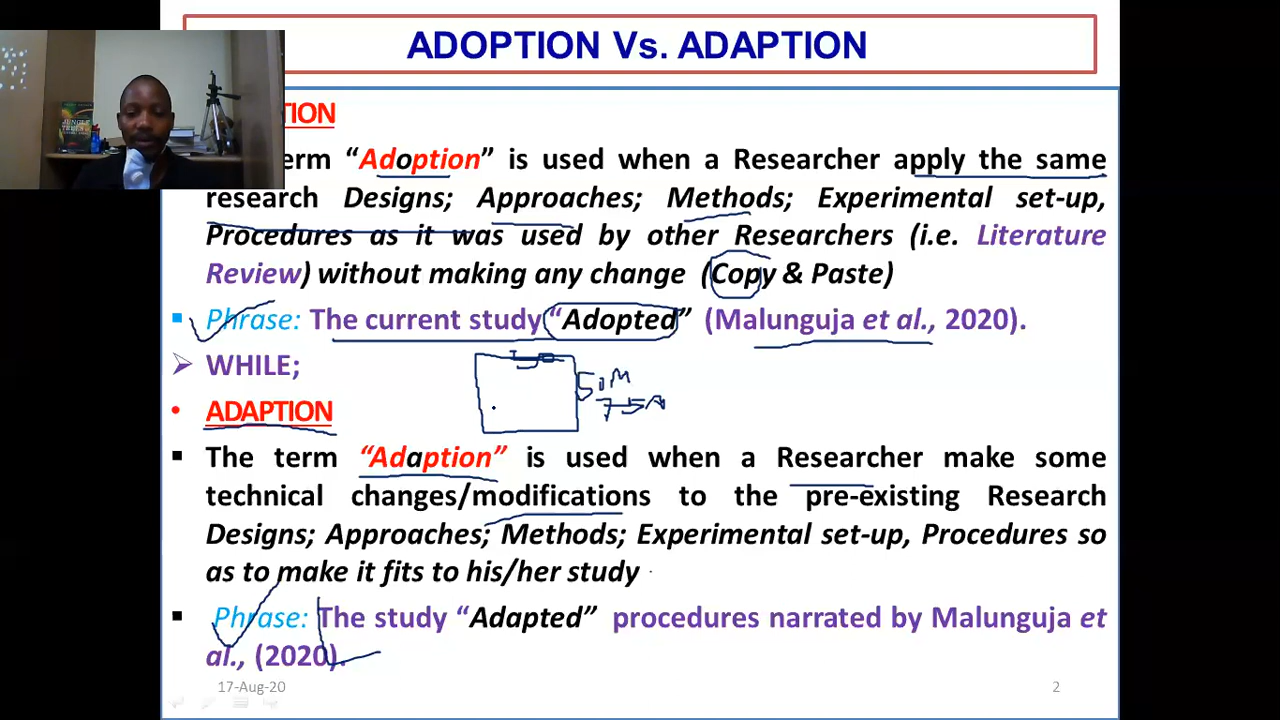 ADOPTION Vs. ADAPTION
TION
erm “Adoption” is used when a Researcher apply the same
research Designs; Approaches; Methods; Experimental set-up,
Procedures as it was used by other Researchers (i.e. Literature
Review) without making any change (Copy & Paste)
Phrase: The current study “Adopted” (Malunguja et al., 2020).
WHILE;
ADAPTION
The term “Adaption” is used when a Researcher make some
technical changes/modifications to the pre-existing Research
Designs; Approaches; Methods; Experimental set-up, Procedures so
as to make it fits to his/her study
Phrase: The study “Adapted” procedures narrated by Malunguja et
al., (2020).
17-Aug-20 2